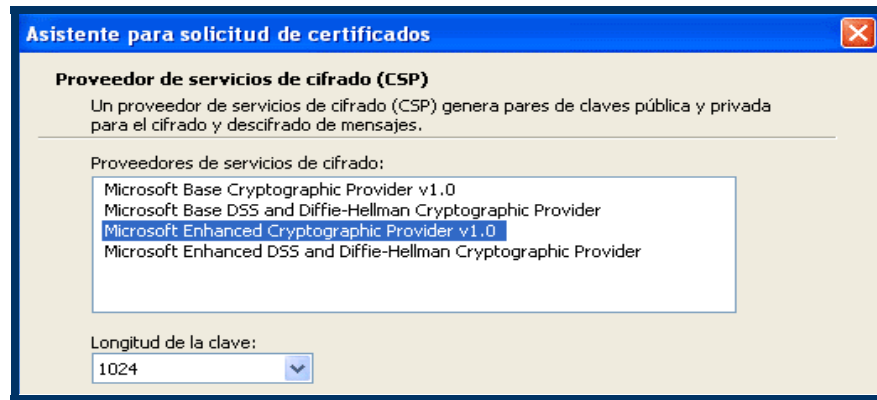 Asistente para solicitud de certificados
Proveedor de servicios de cifrado (CSP)
Un proveedor de servicios de cifrado (CSP) genera pares de claves pública y privada
para el cifrado y descifrado de mensajes.
Proveedores de servicios de cifrado:
Microsoft Base Cryptographic Provider v1.0
Microsoft Base DSS and Diffie-Hellman Cryptographic Provider
Microsoft Enhanced Cryptographic Provider v1.0
Microsoft Enhanced DSS and Diffie-Hellman Cryptographic Provider
Longitud de la clave:
1024